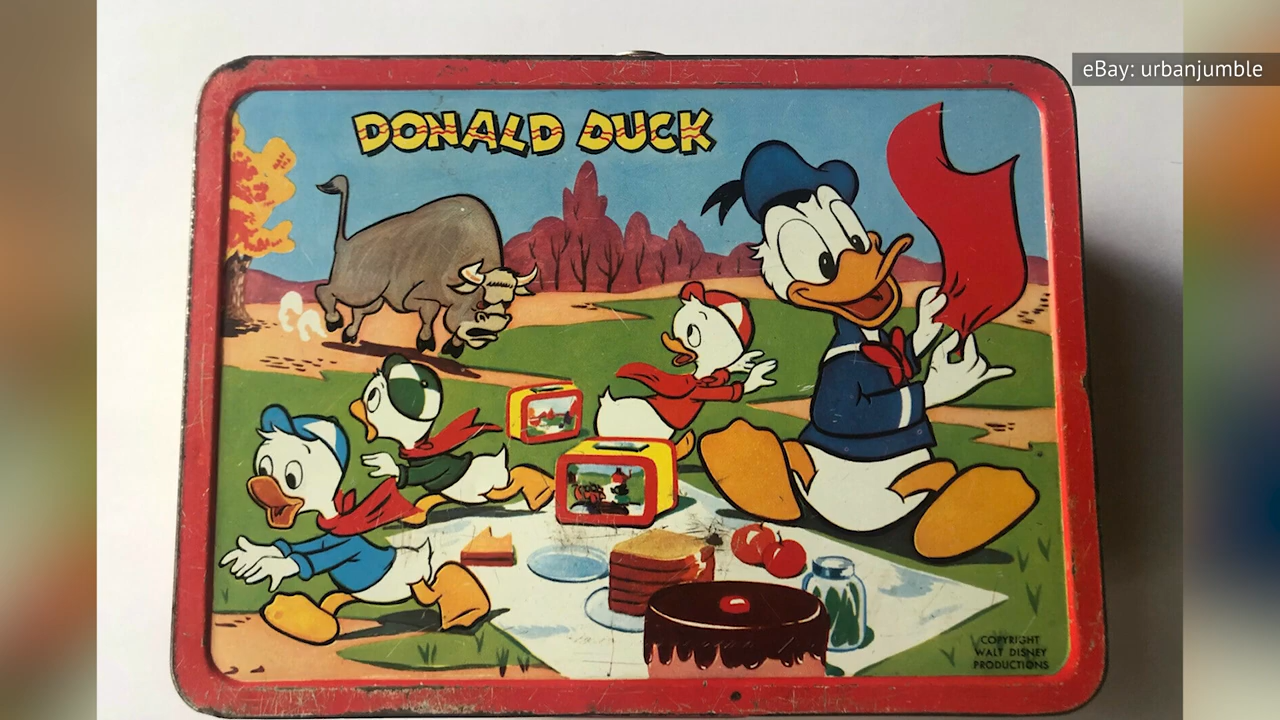 eBay: urbanjumble
DONALD DUCK
COPYRIGHT
WALT DISNEY
PRODUCTIONS